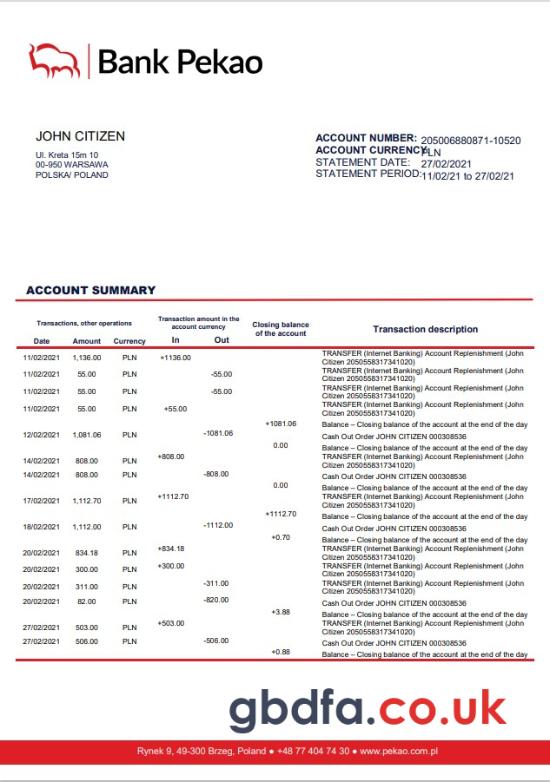 Bank Pekao
JOHN CITIZEN
Ul. Kreta 15m 10
00-950 WARSAWA
POLSKA/ POLAND
ACCOUNT NUMBER: 205006880871-10520
ACCOUNT CURRENCY: PLN
STATEMENT DATE: 27/02/2021
STATEMENT PERIOD: 11/02/21 to 27/02/21
ACCOUNT SUMMARY
Transactions, other operations
Transaction amount in the
account currency
Closing balance
of the account
Transaction description
Date Amount Currency In Out
11/02/2021 1,136.00 PLN +1136.00 TRANSFER (Internet Banking) Account Replenishment (John
Citizen 2050558317341020)
11/02/2021 55.00 PLN -55.00 TRANSFER (Internet Banking) Account Replenishment (John
Citizen 2050558317341020)
11/02/2021 55.00 PLN -55.00 TRANSFER (Internet Banking) Account Replenishment (John
Citizen 2050558317341020)
11/02/2021 55.00 PLN +55.00 TRANSFER (Internet Banking) Account Replenishment (John
Citizen 2050558317341020)
+1081.06 Balance – Closing balance of the account at the end of the day
12/02/2021 1,081.06 PLN -1081.06 Cash Out Order JOHN CITIZEN 000308536
0.00 Balance – Closing balance of the account at the end of the day
14/02/2021 808.00 PLN +808.00 TRANSFER (Internet Banking) Account Replenishment (John
Citizen 2050558317341020)
14/02/2021 808.00 PLN -808.00 Cash Out Order JOHN CITIZEN 000308536
0.00 Balance – Closing balance of the account at the end of the day
17/02/2021 1,112.70 PLN +1112.70 TRANSFER (Internet Banking) Account Replenishment (John
Citizen 2050558317341020)
+1112.70 Balance – Closing balance of the account at the end of the day
18/02/2021 1,112.00 PLN -1112.00 Cash Out Order JOHN CITIZEN 000308536
+0.70 Balance – Closing balance of the account at the end of the day
20/02/2021 834.18 PLN +834.18 TRANSFER (Internet Banking) Account Replenishment (John
Citizen 2050558317341020)
20/02/2021 300.00 PLN +300.00 TRANSFER (Internet Banking) Account Replenishment (John
Citizen 2050558317341020)
20/02/2021 311.00 PLN -311.00 TRANSFER (Internet Banking) Account Replenishment (John
Citizen 2050558317341020)
20/02/2021 82.00 PLN -820.00 Cash Out Order JOHN CITIZEN 000308536
+3.88 Balance – Closing balance of the account at the end of the day
27/02/2021 503.00 PLN +503.00 TRANSFER (Internet Banking) Account Replenishment (John
Citizen 2050558317341020)
27/02/2021 506.00 PLN -506.00 Cash Out Order JOHN CITIZEN 000308536
+0.88 Balance – Closing balance of the account at the end of the day
gbdfa.co.uk
Rynek 9, 49-300 Brzeg, Poland ● +48 77 404 74 30 ● www.pekao.com.pl